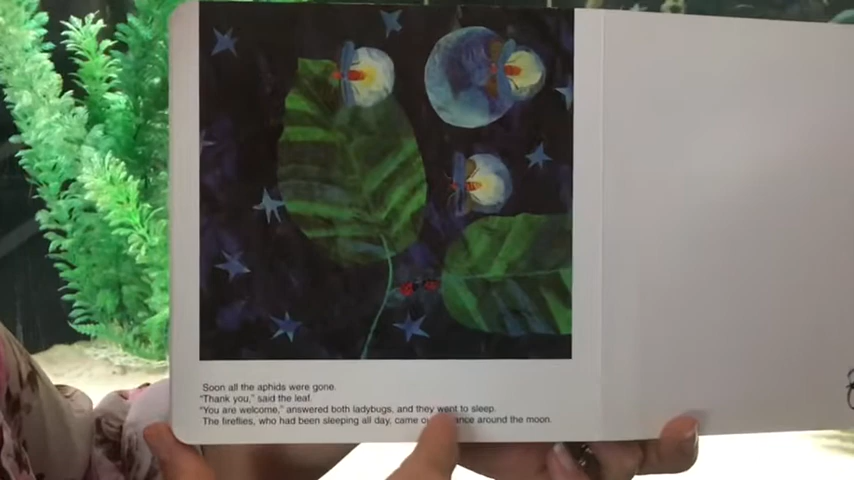 Soon all the aphids were gone.
"Thank you," said the leaf.
"You are welcome," answered both ladybugs, and they went to sleep.
The fireflies, who had been sleeping all day, came around the moon.